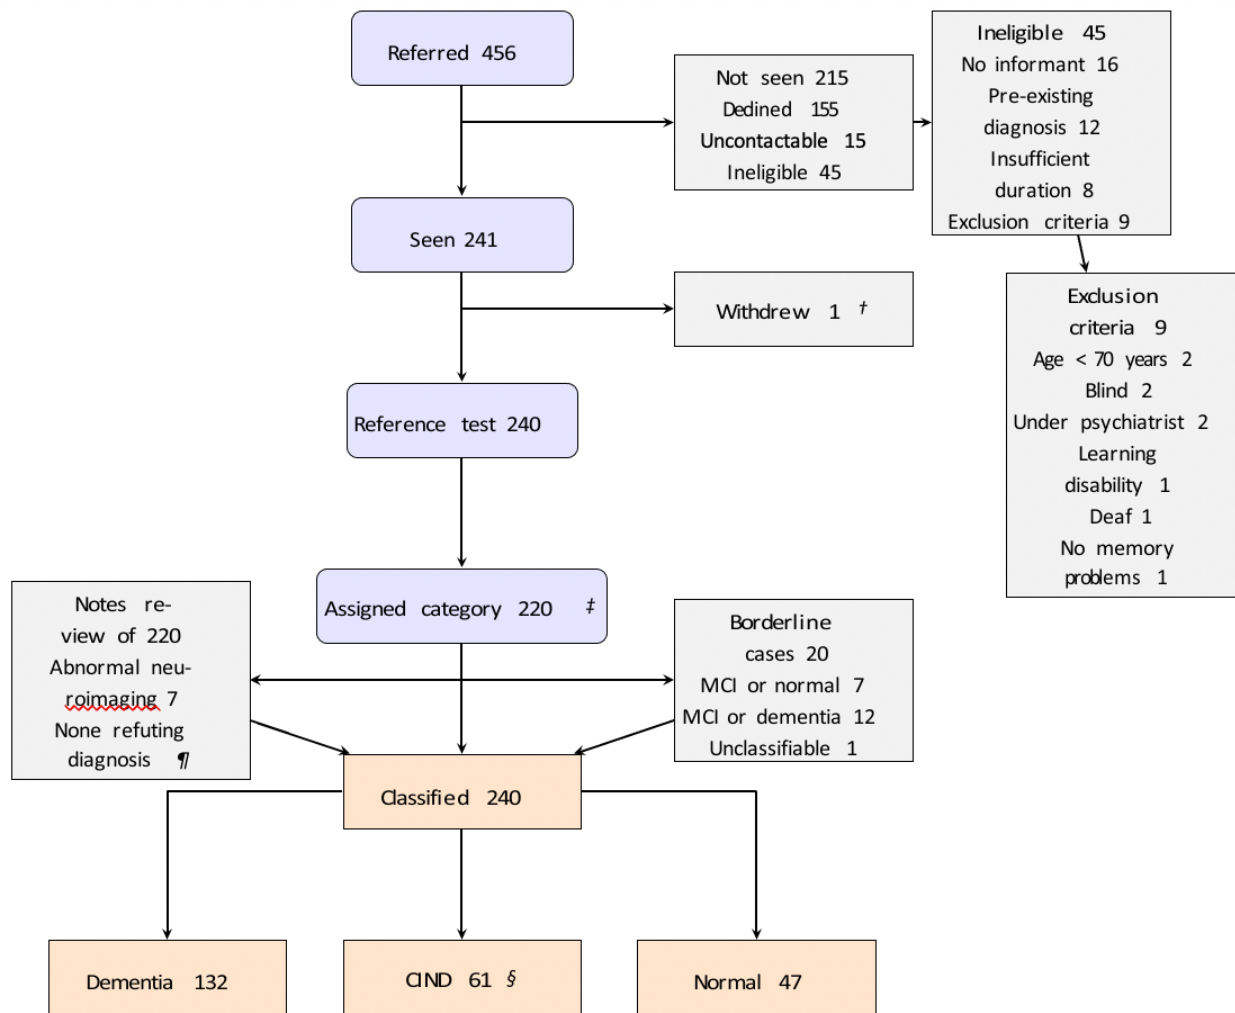 Referred 456
Not seen 215
Dedined 155
Uncontactable 15
Ineligible 45
Ineligible 45
No informant 16
Pre-existing
diagnosis 12
Insufficient
duration 8
Exclusion criteria 9
Seen 241
Withdrew 1 †
Exclusion
criteria 9
Age < 70 years 2
Blind 2
Under psychiatrist 2
Learning
disability 1
Deaf 1
No memory
problems 1
Reference test 240
Assigned category 220 ‡
Notes re-
view of 220
Abnormal neu-
roimaging 7
None refuting
diagnosis ¶
Borderline
cases 20
MCI or normal 7
MCI or dementia 12
Unclassifiable 1
Classified 240
Dementia 132
CIND 61 §
Normal 47